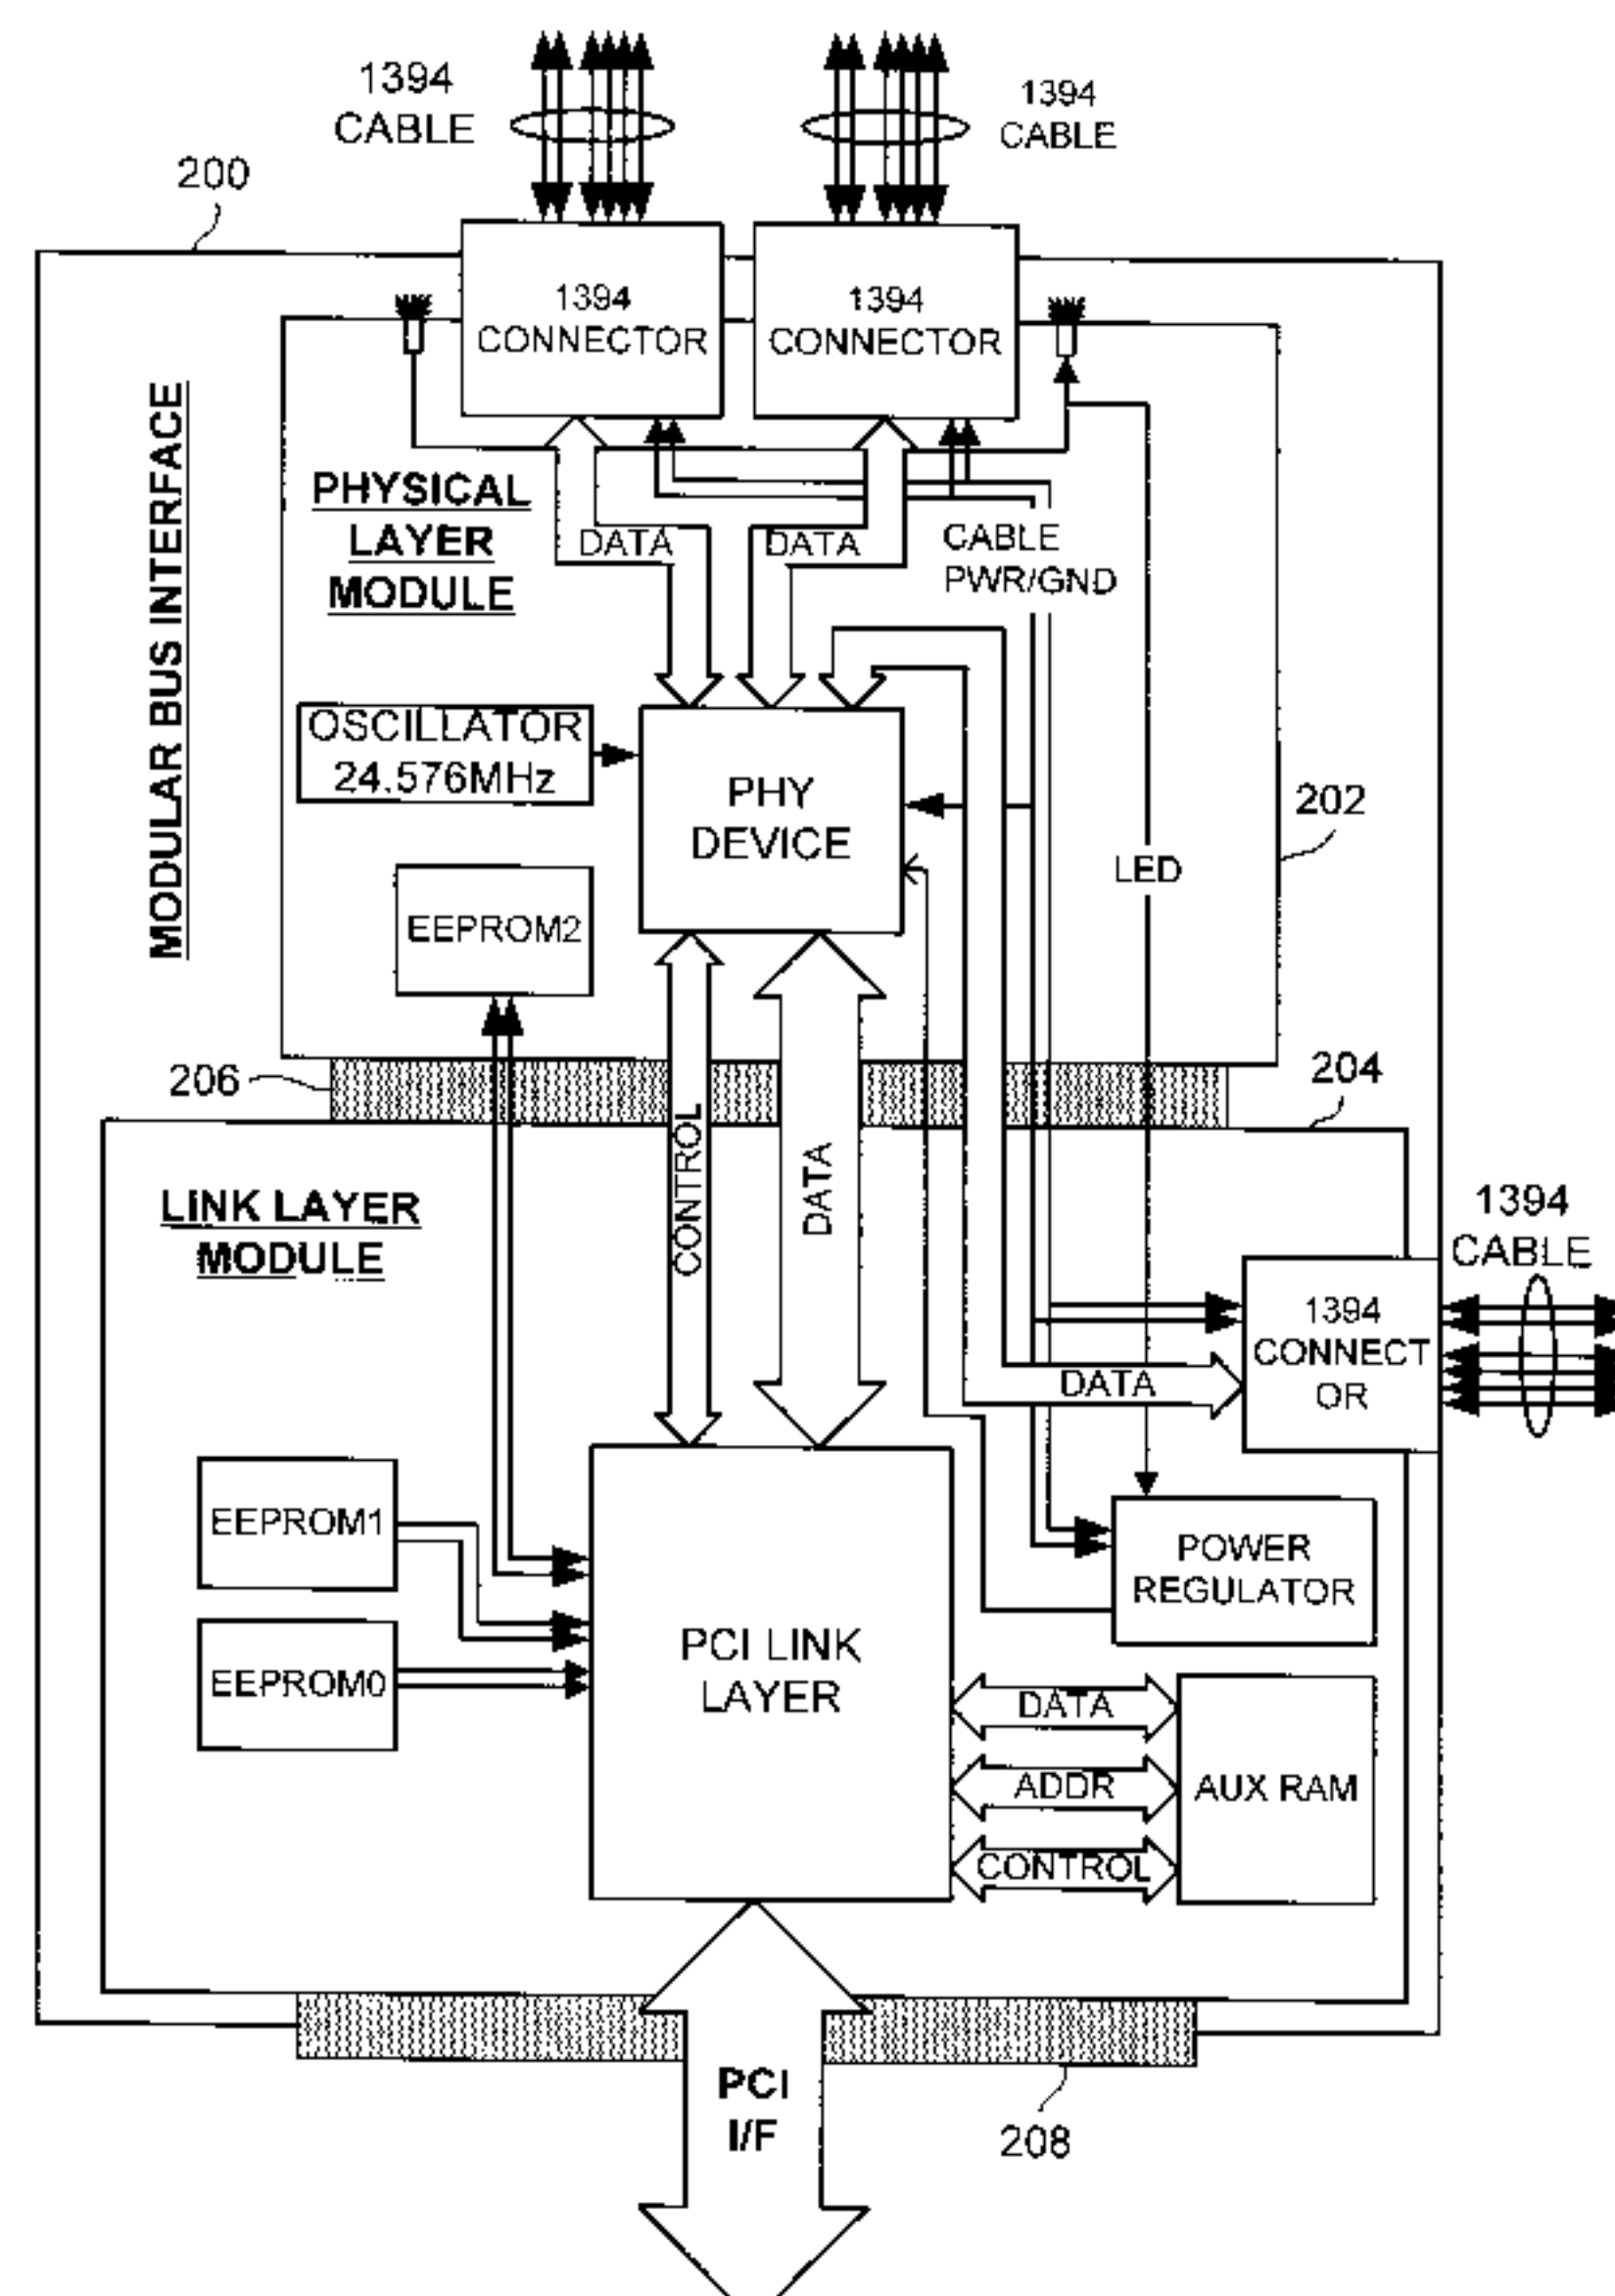 1394
CABLE
1394
CABLE
200
1394
CONNECTOR
1394
CONNECTOR
MODULAR BUS INTERFACE
PHYSICAL
LAYER
MODULE
DATA
DATA
CABLE
PWR/GND
OSCILLATOR
24.576MHz
PHY
DEVICE
202
LED
EEPROM2
206
204
CONTROL
DATA
LINK LAYER
MODULE
1394
CABLE
1394
CONNECT
OR
DATA
EEPROM1
POWER
REGULATOR
PCI LINK
LAYER
EEPROM0
DATA
ADDR
AUX RAM
CONTROL
PCI
I/F
208